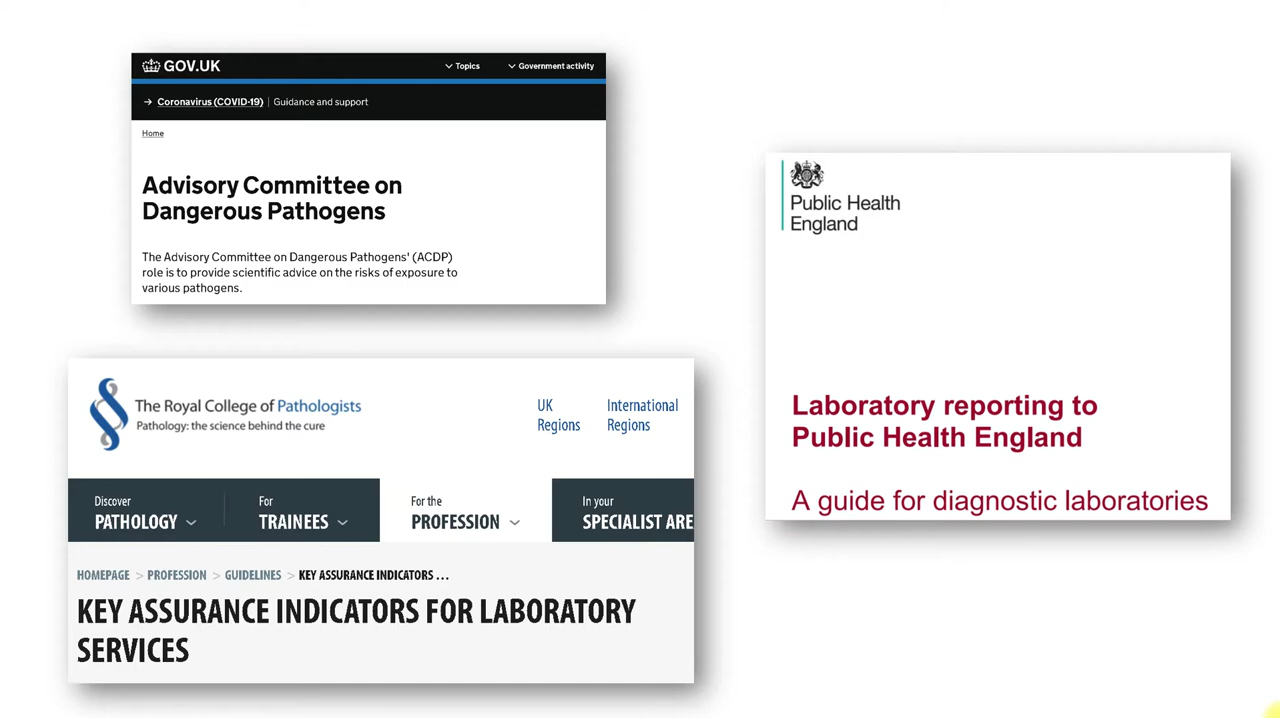 GOV.UK
Topics
Government activity
→ Coronavirus (COVID-19) | Guidance and support
Home
Advisory Committee on
Dangerous Pathogens
The Advisory Committee on Dangerous Pathogens' (ACDP)
role is to provide scientific advice on the risks of exposure to
various pathogens.
The Royal College of Pathologists
Pathology: the science behind the cure
UK
Regions
International
Regions
Discover
PATHOLOGY
For
TRAINEES
For the
PROFESSION
In your
SPECIALIST ARE
HOMEPAGE > PROFESSION > GUIDELINES > KEY ASSURANCE INDICATORS ...
KEY ASSURANCE INDICATORS FOR LABORATORY
SERVICES
Public Health
England
Laboratory reporting to
Public Health England
A guide for diagnostic laboratories